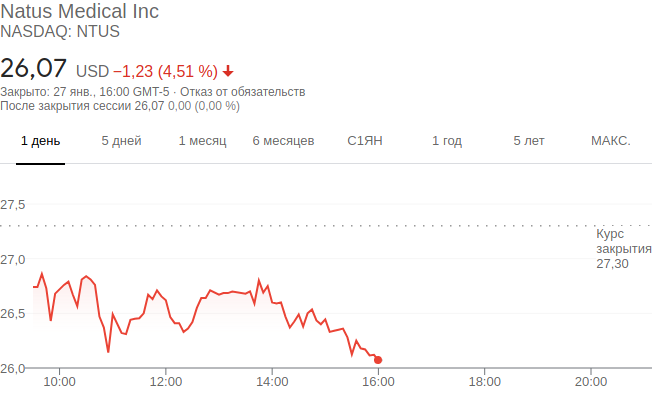 Natus Medical Inc
NASDAQ: NTUS
26,07 USD −1,23 (4,51 %)
Закрыто: 27 янв., 16:00 GMT-5 · Отказ от обязательств
После закрытия сессии 26,07 0,00 (0,00 %)
1 день 5 дней 1 месяц 6 месяцев С1ЯН 1 год 5 лет МАКС.
27,5
Курс
закрытия
27,30
27,0
26,5
26,0
10:00 12:00 14:00 16:00 18:00 20:00